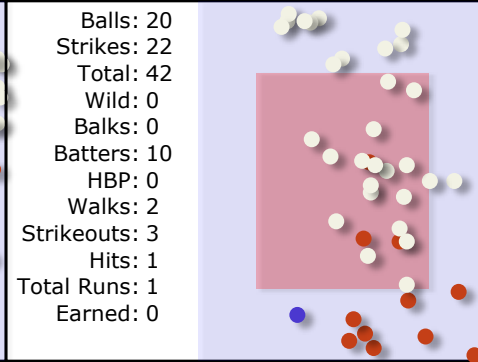 Balls: 20
Strikes: 22
Total: 42
Wild: 0
Balks: 0
Batters: 10
HBP: 0
Walks: 2
Strikeouts: 3
Hits: 1
Total Runs: 1
Earned: 0